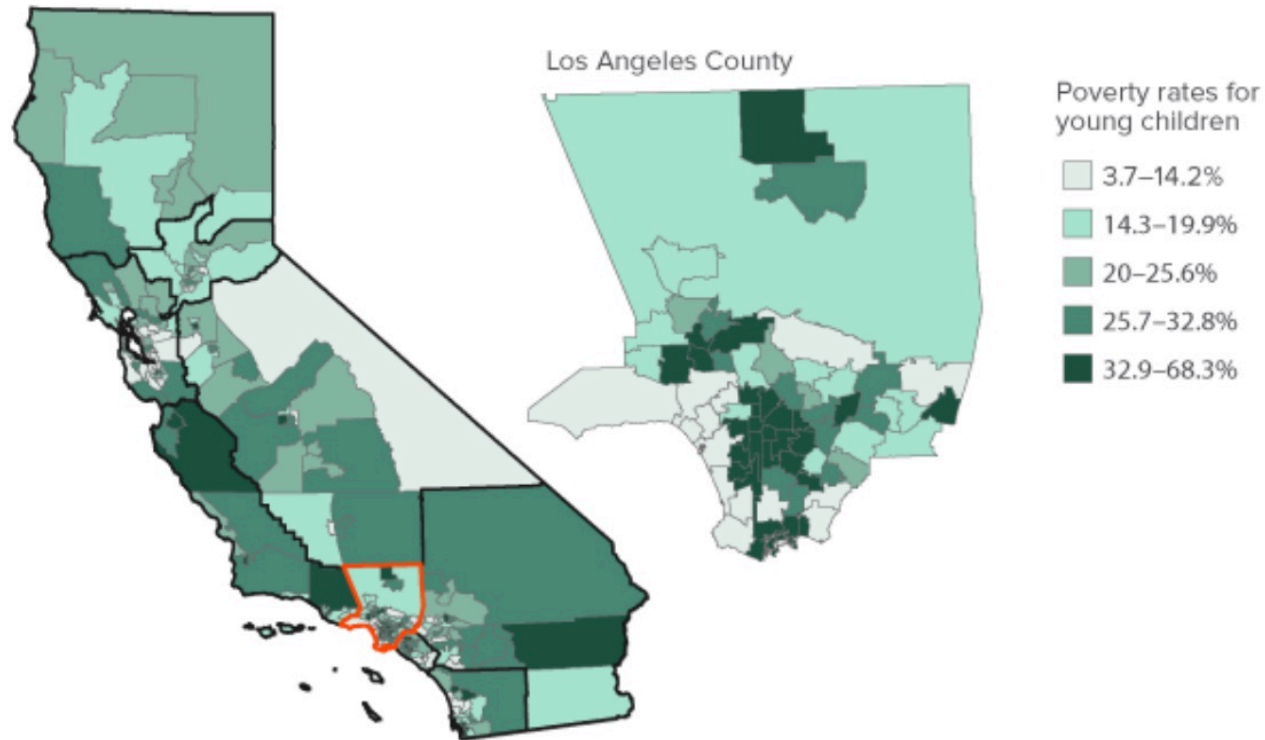 Los Angeles County
Poverty rates for
young children
3.7–14.2%
14.3–19.9%
20–25.6%
25.7–32.8%
32.9–68.3%